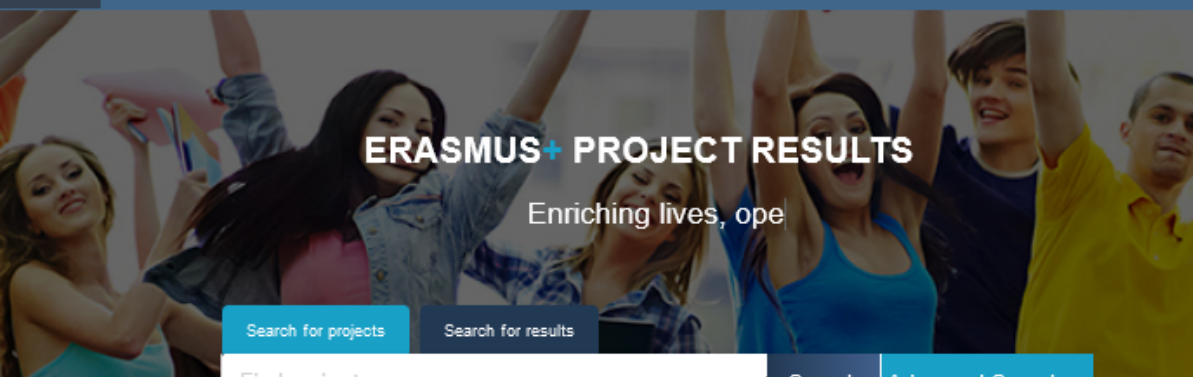 ERASMUS+ PROJECT RESULTS
Enriching lives, ope
Search for projects Search for results